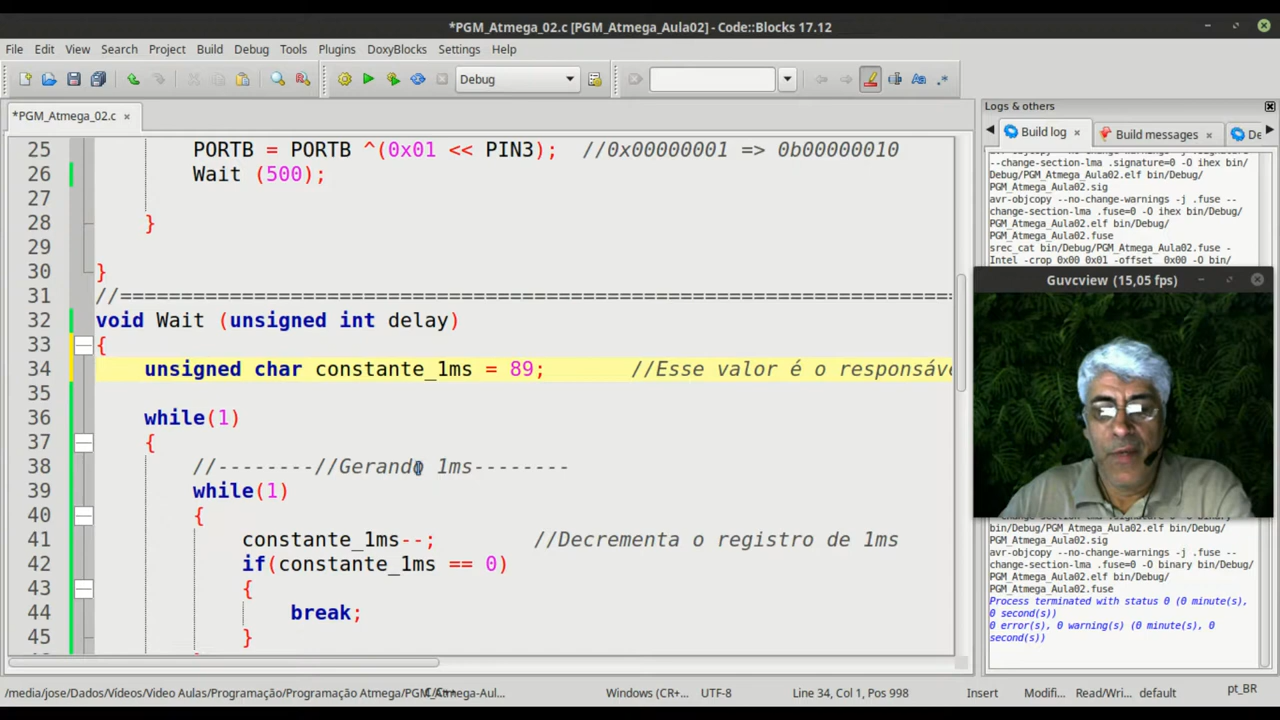 *PGM_Atmega_02.c [PGM_Atmega_Aula02] - Code::Blocks 17.12
File Edit View Search Project Build Debug Tools Plugins DoxyBlocks Settings Help
Debug
*PGM_Atmega_02.c
25 PORTB = PORTB ^(0x01 << PIN3); //0x00000001 => 0b00000010
26 Wait (500);
27
28 }
29
30 }
31 //====================================================================
32 void Wait (unsigned int delay)
33 {
34 unsigned char constante_1ms = 89; //Esse valor é o responsáve
35
36 while(1)
37 {
38 //--------//Gerando 1ms--------
39 while(1)
40 {
41 constante_1ms--; //Decrementa o registro de 1ms
42 if(constante_1ms == 0)
43 {
44 break;
45 }
Logs & others
Build log Build messages De
--change-section-lma .signature=0 -O ihex bin/
Debug/PGM_Atmega_Aula02.elf bin/Debug/
PGM_Atmega_Aula02.sig
avr-objcopy --no-change-warnings -j .fuse --
change-section-lma .fuse=0 -O ihex bin/Debug/
PGM_Atmega_Aula02.elf bin/Debug/
PGM_Atmega_Aula02.fuse
srec_cat bin/Debug/PGM_Atmega_Aula02.fuse -
Intel -crop 0x00 0x01 -offset 0x00 -O bin/
Guvcview (15,05 fps)
bin/Debug/PGM_Atmega_Aula02.elf bin/Debug/
PGM_Atmega_Aula02.sig
avr-objcopy --no-change-warnings -j .fuse --
change-section-lma .fuse=0 -O binary bin/Debug/
PGM_Atmega_Aula02.elf bin/Debug/
PGM_Atmega_Aula02.fuse
Process terminated with status 0 (0 minute(s),
0 second(s))
0 error(s), 0 warning(s) (0 minute(s), 0
second(s))
/media/jose/Dados/Vídeos/Video Aulas/Programação/Programação Atmega/PGM_Atmega-Aul... Windows (CR+... UTF-8 Line 34, Col 1, Pos 998 Insert Modifi... Read/Wri... default pt_BR